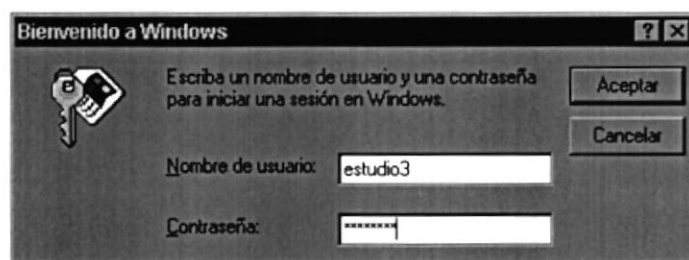 Bienvenido a Windows
Escriba un nombre de usuario y una contraseña
para iniciar una sesión en Windows.
Aceptar
Cancelar
Nombre de usuario: estudio3
Contraseña: ********